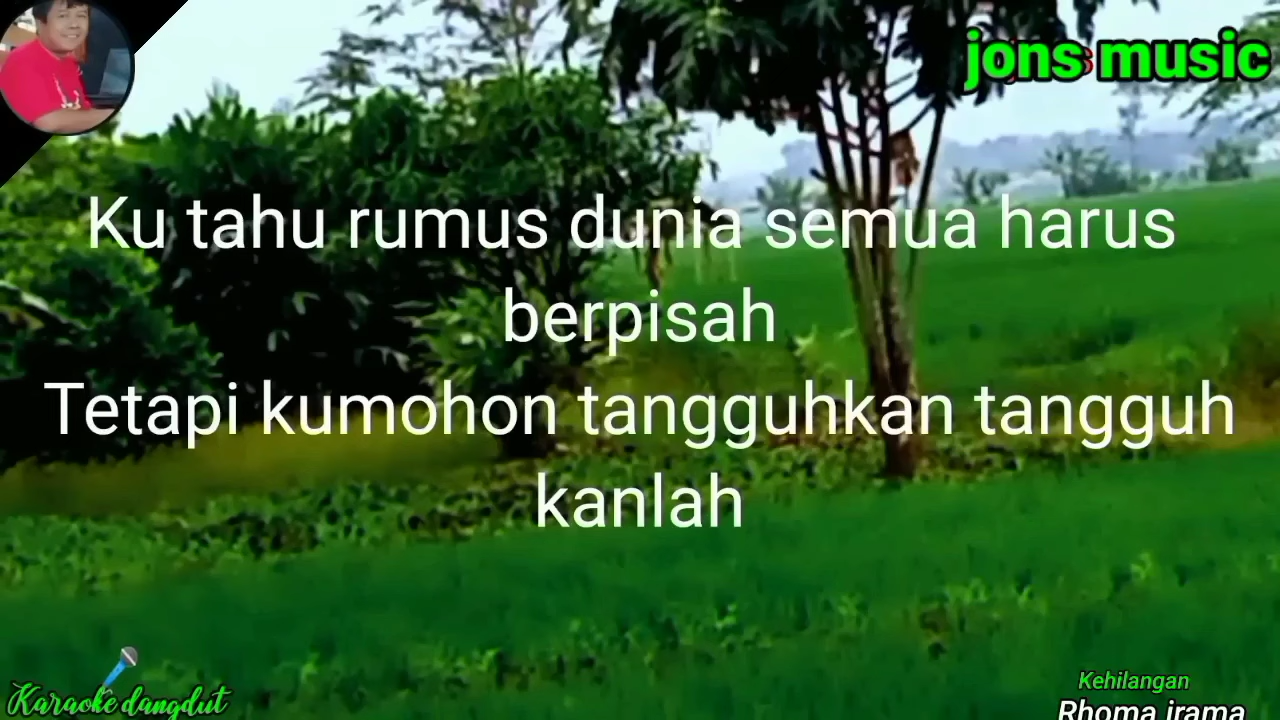 jons music
Ku tahu rumus dunia semua harus
berpisah
Tetapi kumohon tangguhkan tangguh
kanlah
Karaoke dangdut
Kehilangan
Rhoma irama